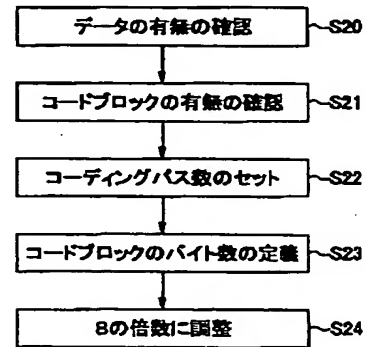 データの有無の確認 ~S20
コードブロックの有無の確認 ~S21
コーディングパス数のセット ~S22
コードブロックのバイト数の定義 ~S23
8の倍数に調整 ~S24